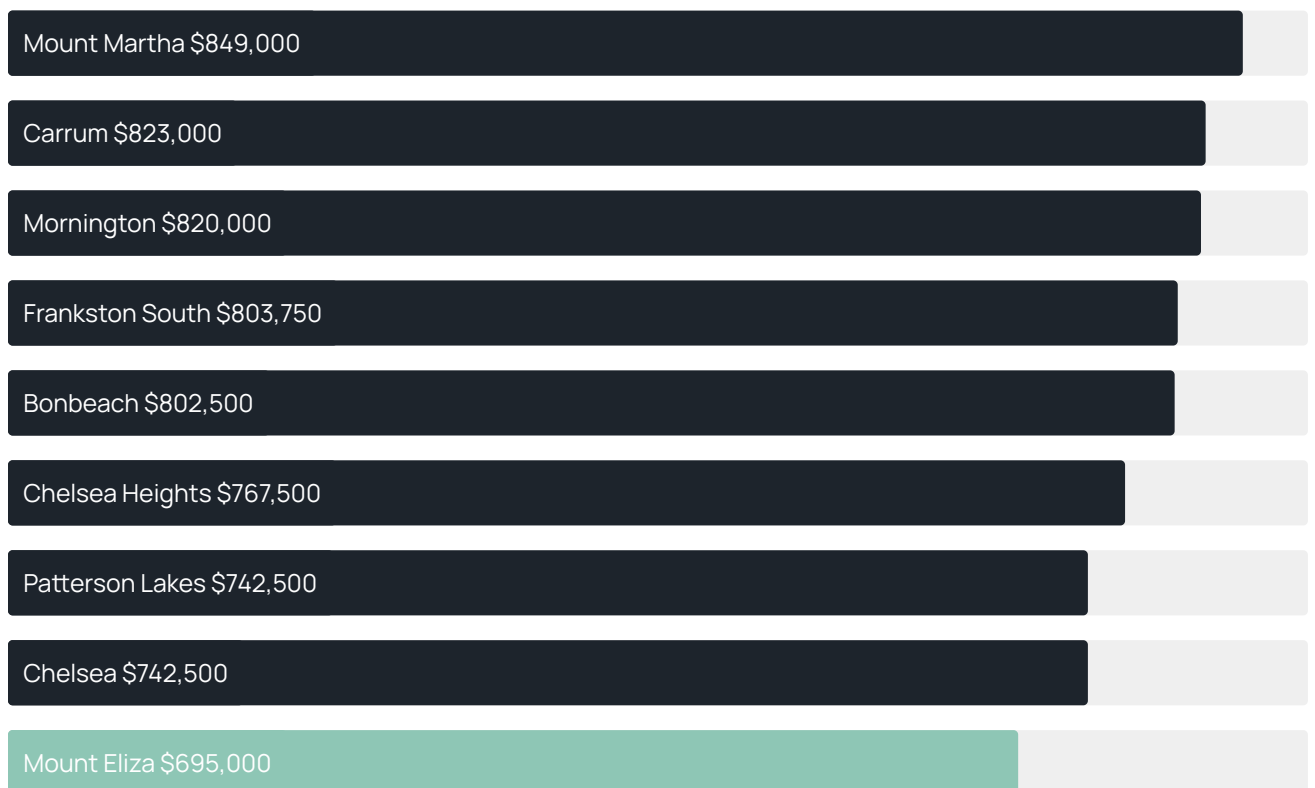 Mount Martha $849,000
Carrum $823,000
Mornington $820,000
Frankston South $803,750
Bonbeach $802,500
Chelsea Heights $767,500
Patterson Lakes $742,500
Chelsea $742,500
Mount Eliza $695,000